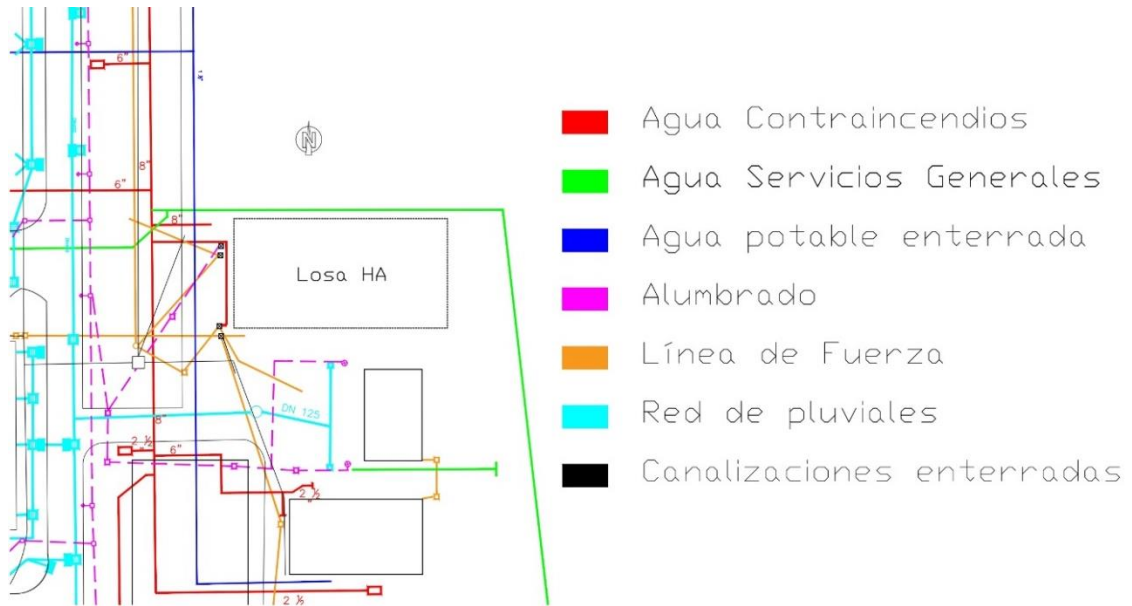 6"
8"
6"
8"
N
Losa HA
DN 125
8"
2 ½"
6"
2 ½"
2 ½
Agua Contraincendios
Agua Servicios Generales
Agua potable enterrada
Alumbrado
Línea de Fuerza
Red de pluviales
Canalizaciones enterradas